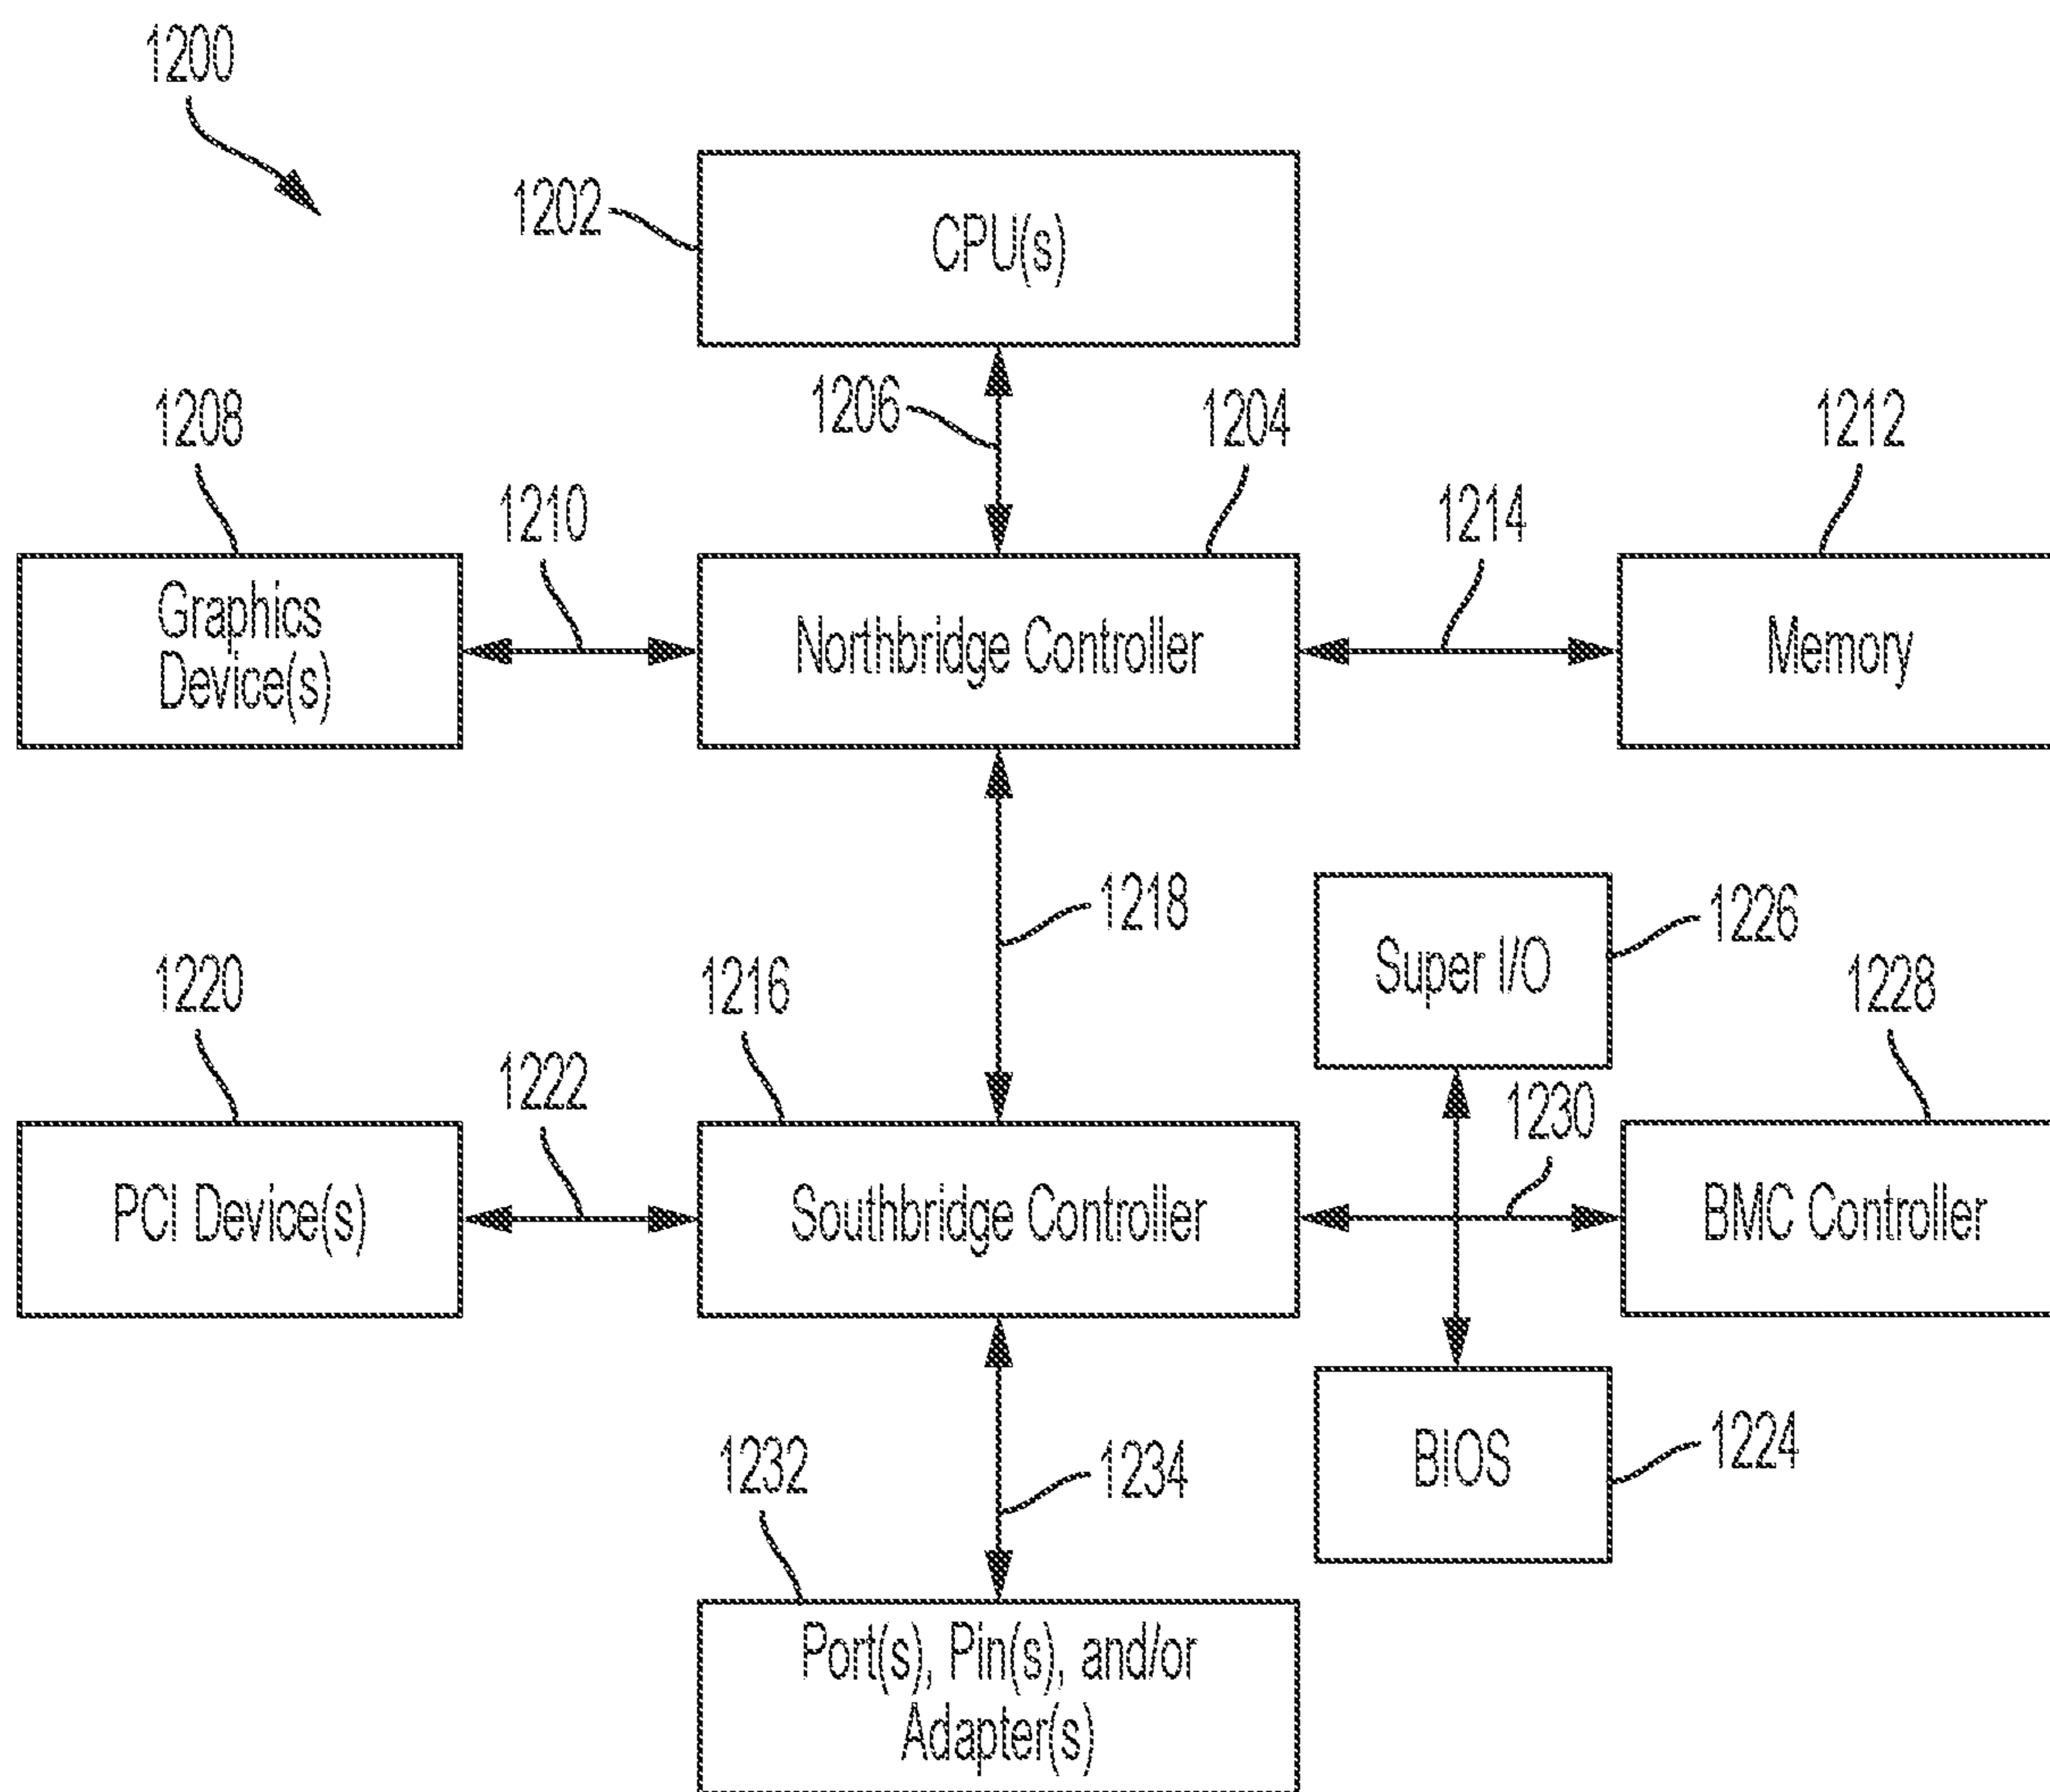 1200
1202
CPU(s)
1206
1204
1208
1210
1214
1212
Graphics
Device(s)
Northbridge Controller
Memory
1218
1226
Super I/O
1220
1222
1216
1230
1228
PCI Device(s)
Southbridge Controller
BMC Controller
1232
1234
BIOS
1224
Port(s), Pin(s), and/or
Adapter(s)